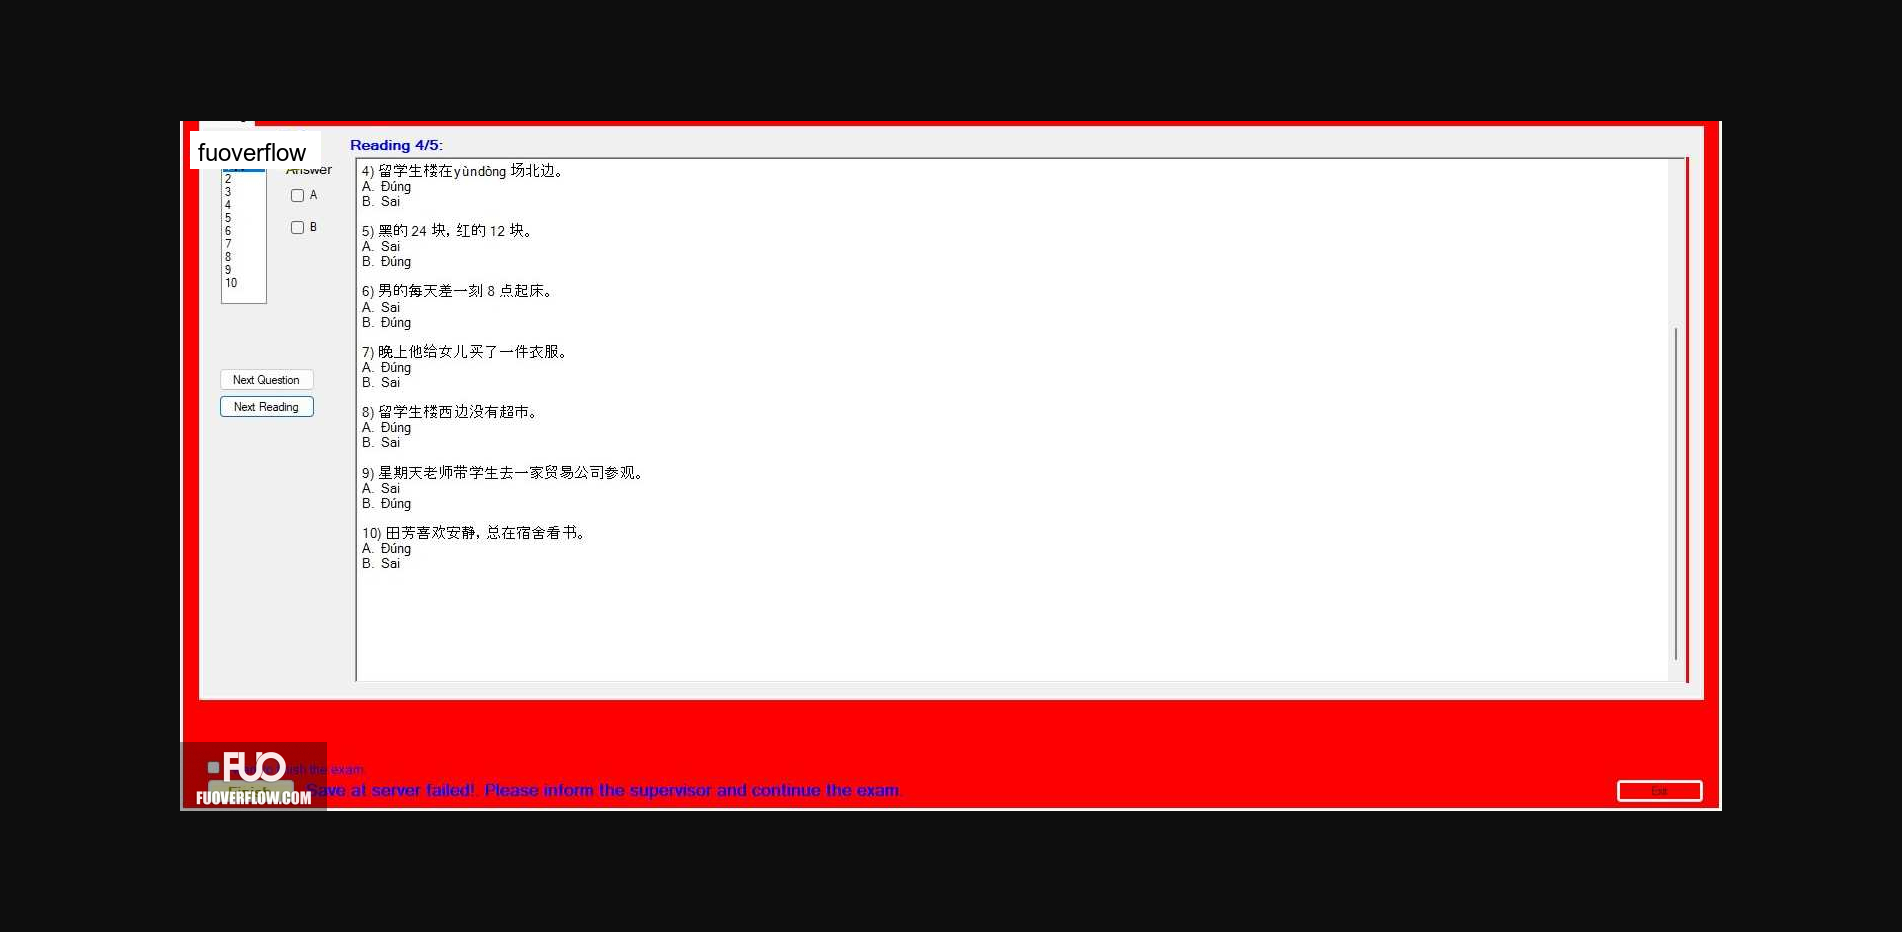 fuoverflow
Reading 4/5:
Answer
2
3
4
5
6
7
8
9
10
A
B
Next Question
Next Reading
4) 留学生楼在yùndòng 场北边。
A. Đúng
B. Sai
5) 黑的 24 块, 红的 12 块。
A. Sai
B. Đúng
6) 男的每天差一刻 8 点起床。
A. Sai
B. Đúng
7) 晚上他给女儿买了一件衣服。
A. Đúng
B. Sai
8) 留学生楼西边没有超市。
A. Đúng
B. Sai
9) 星期天老师带学生去一家贸易公司参观。
A. Sai
B. Đúng
10) 田芳喜欢安静, 总在宿舍看书。
A. Đúng
B. Sai
FUO
the exam.
Finish
FUOVERFLOW.COM
Save at server failed!. Please inform the supervisor and continue the exam.
Exit